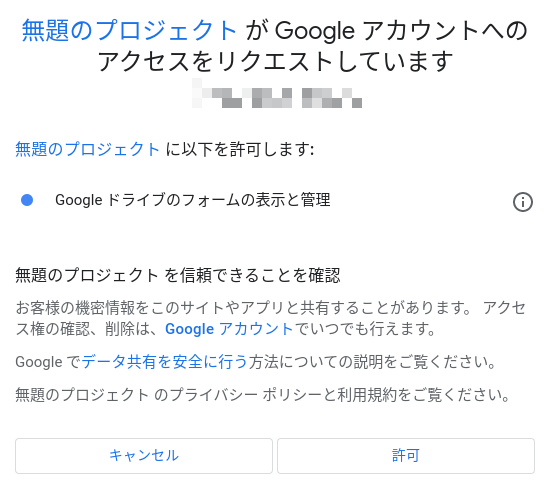 無題のプロジェクト が Google アカウントへの
アクセスをリクエストしています
無題のプロジェクト に以下を許可します:
Google ドライブのフォームの表示と管理
無題のプロジェクト を信頼できることを確認
お客様の機密情報をこのサイトやアプリと共有することがあります。 アクセ
ス権の確認、削除は、Google アカウントでいつでも行えます。
Google でデータ共有を安全に行う方法についての説明をご覧ください。
無題のプロジェクト のプライバシー ポリシーと利用規約をご覧ください。
キャンセル
許可